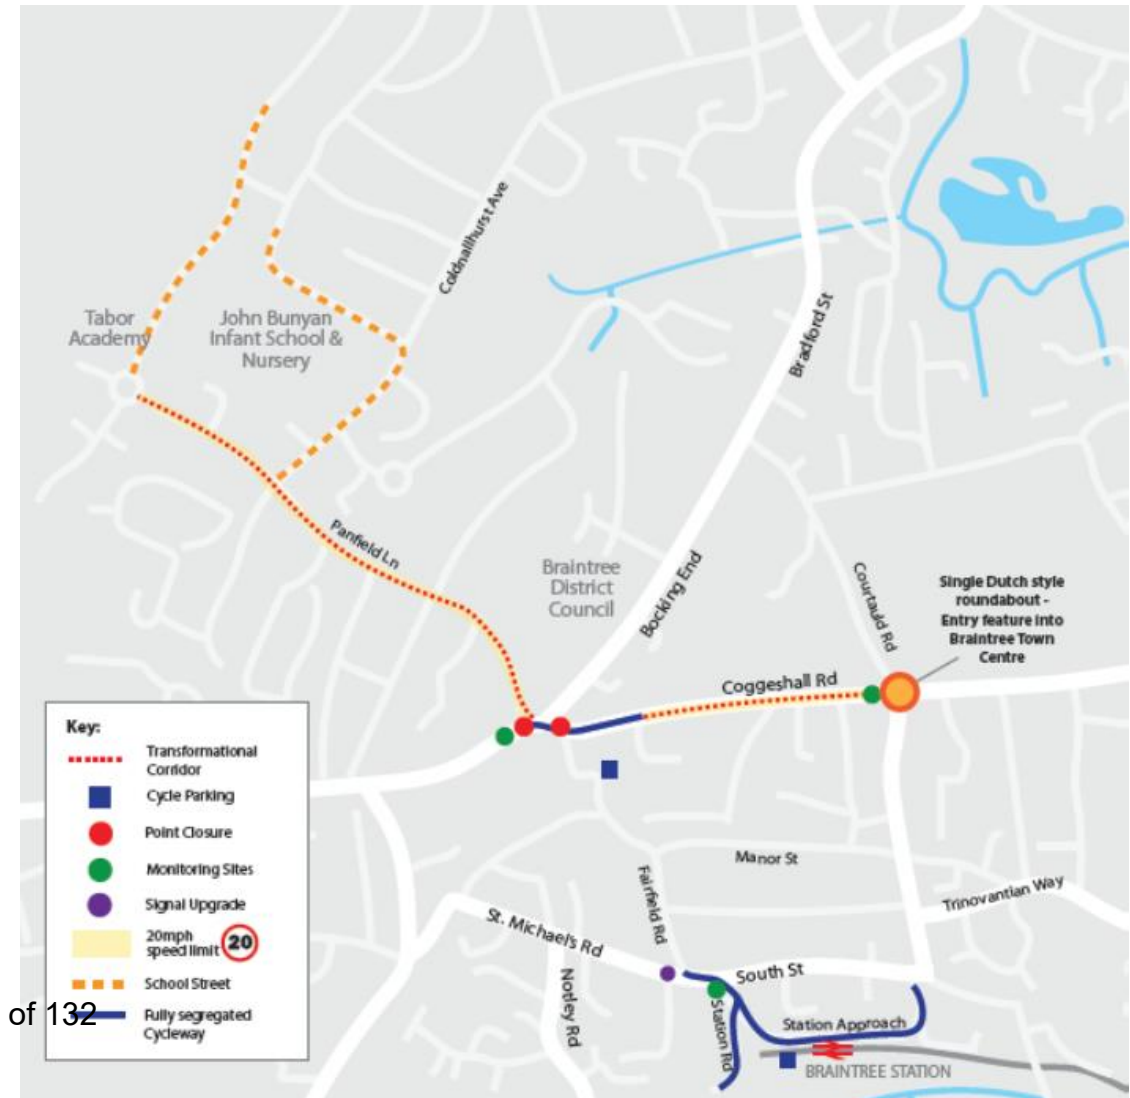 Coldnallhurst Ave
Tabor
Academy
John Bunyan
Infant School &
Nursery
Bradford St
Panfield Ln
Braintree
District
Council
Bocking End
Courtauld Rd
Single Dutch style
roundabout -
Entry feature into
Braintree Town
Centre
Coggeshall Rd
Key:
Transformational
Corridor
Cycle Parking
Point Closure
Monitoring Sites
Signal Upgrade
20mph
speed limit
20
School Street
Fully segregated
Cycleway
of 132
Manor St
Fairfield Rd
Trinovantian Way
St. Michael's Rd
South St
Notley Rd
Station Rd
Station Approach
BRAINTREE STATION